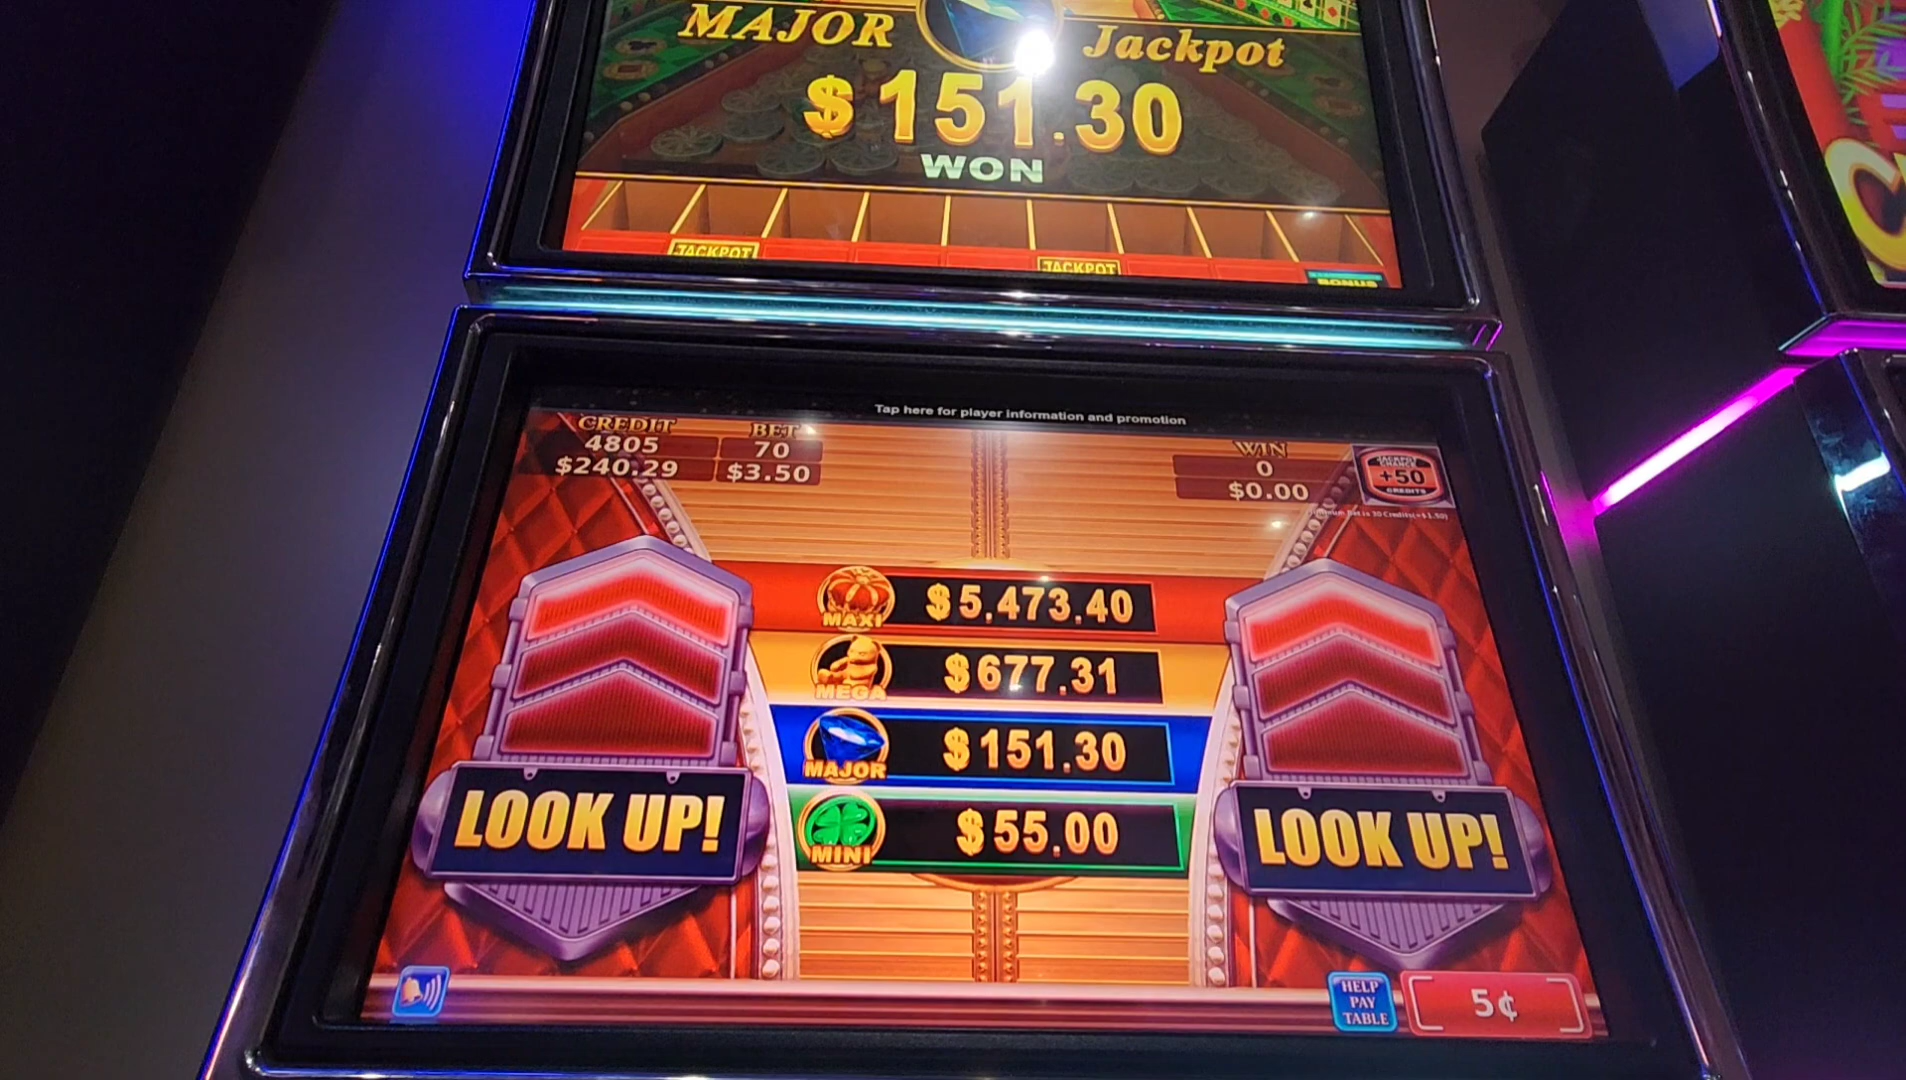 MAJOR Jackpot
$151.30
WON
JACKPOT
JACKPOT
BONUS
Tap here for player information and promotion
CREDIT
4805
$240.29
BET
70
$3.50
WIN
0
$0.00
JACKPOT
CHANCE
+50
CREDITS
MAXI
$5,473.40
MEGA
$677.31
MAJOR
$151.30
MINI
$55.00
LOOK UP!
LOOK UP!
HELP
PAY
TABLE
5¢